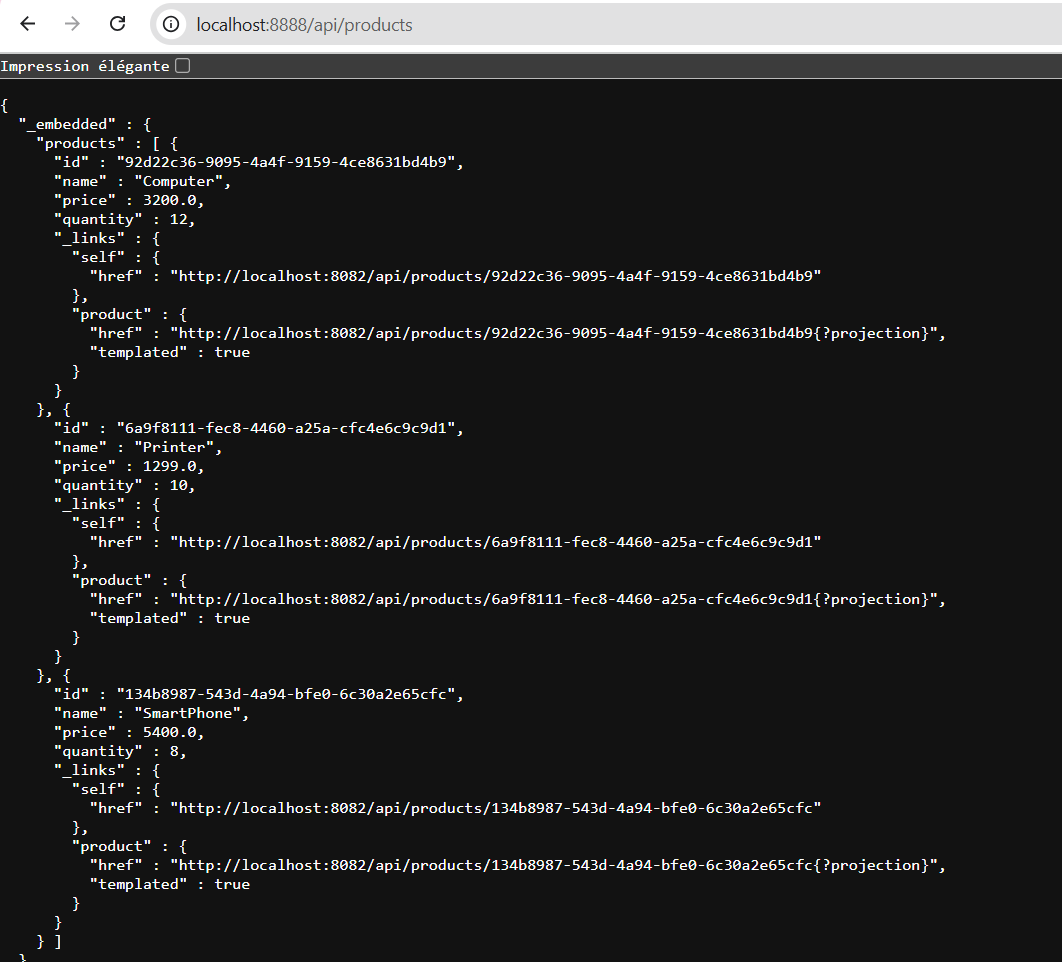 localhost:8888/api/products
Impression élégante
{
  "_embedded" : {
    "products" : [ {
      "id" : "92d22c36-9095-4a4f-9159-4ce8631bd4b9",
      "name" : "Computer",
      "price" : 3200.0,
      "quantity" : 12,
      "_links" : {
        "self" : {
          "href" : "http://localhost:8082/api/products/92d22c36-9095-4a4f-9159-4ce8631bd4b9"
        },
        "product" : {
          "href" : "http://localhost:8082/api/products/92d22c36-9095-4a4f-9159-4ce8631bd4b9{?projection}",
          "templated" : true
        }
      }
    }, {
      "id" : "6a9f8111-fec8-4460-a25a-cfc4e6c9c9d1",
      "name" : "Printer",
      "price" : 1299.0,
      "quantity" : 10,
      "_links" : {
        "self" : {
          "href" : "http://localhost:8082/api/products/6a9f8111-fec8-4460-a25a-cfc4e6c9c9d1"
        },
        "product" : {
          "href" : "http://localhost:8082/api/products/6a9f8111-fec8-4460-a25a-cfc4e6c9c9d1{?projection}",
          "templated" : true
        }
      }
    }, {
      "id" : "134b8987-543d-4a94-bfe0-6c30a2e65cfc",
      "name" : "SmartPhone",
      "price" : 5400.0,
      "quantity" : 8,
      "_links" : {
        "self" : {
          "href" : "http://localhost:8082/api/products/134b8987-543d-4a94-bfe0-6c30a2e65cfc"
        },
        "product" : {
          "href" : "http://localhost:8082/api/products/134b8987-543d-4a94-bfe0-6c30a2e65cfc{?projection}",
          "templated" : true
        }
      }
    } ]
  }